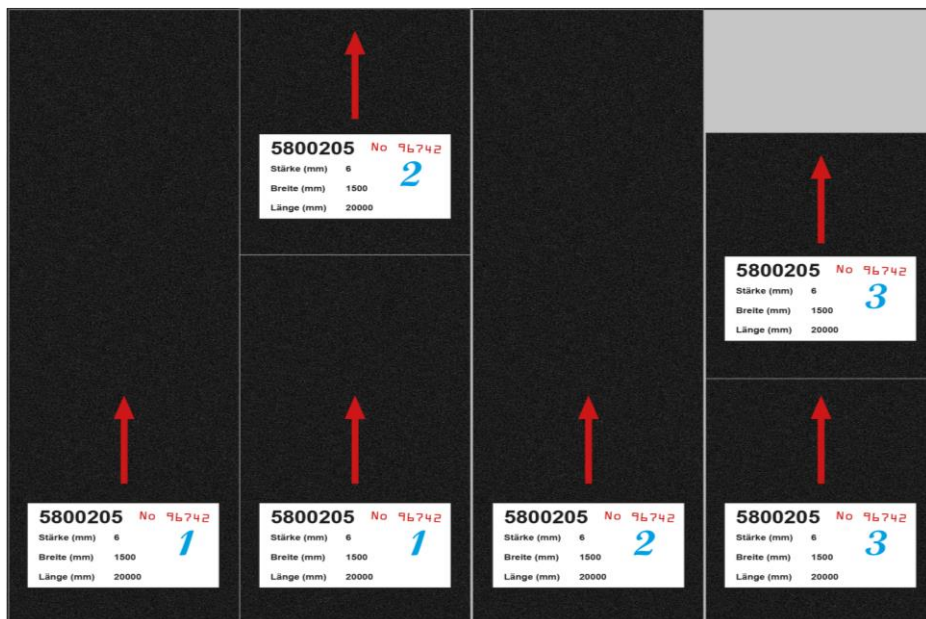 5800205 No 96742
2
Stärke (mm) 6
Breite (mm) 1500
Länge (mm) 20000
5800205 No 96742
3
Stärke (mm) 6
Breite (mm) 1500
Länge (mm) 20000
5800205 No 96742
1
Stärke (mm) 6
Breite (mm) 1500
Länge (mm) 20000
5800205 No 96742
1
Stärke (mm) 6
Breite (mm) 1500
Länge (mm) 20000
5800205 No 96742
2
Stärke (mm) 6
Breite (mm) 1500
Länge (mm) 20000
5800205 No 96742
3
Stärke (mm) 6
Breite (mm) 1500
Länge (mm) 20000